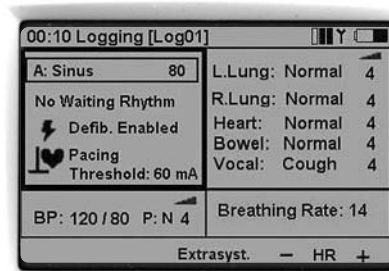 00:10 Logging [Log01]
A: Sinus 80
No Waiting Rhythm
Defib. Enabled
Pacing
Threshold: 60 mA
L.Lung: Normal 4
R.Lung: Normal 4
Heart: Normal 4
Bowel: Normal 4
Vocal: Cough 4
BP: 120/80 P: N 4
Breathing Rate: 14
Extrasyst. – HR +